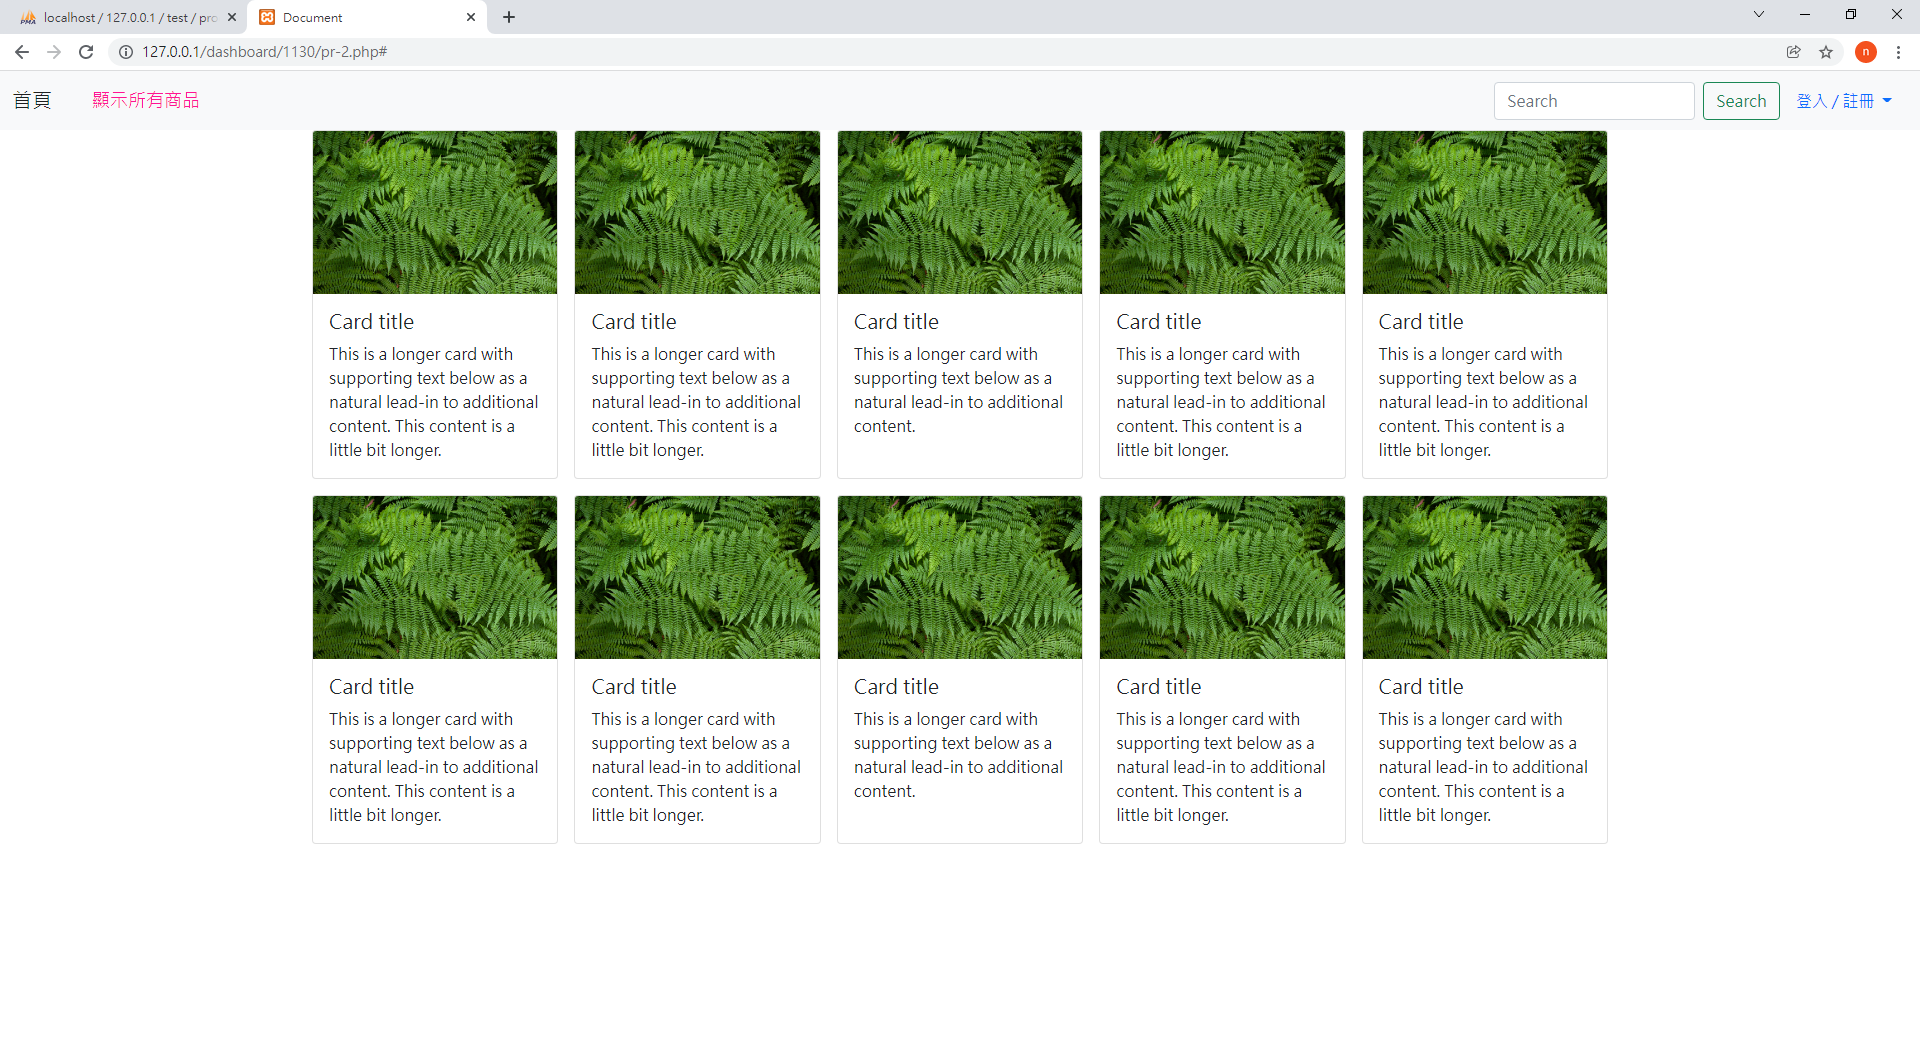 localhost / 127.0.0.1 / test / pro
Document
127.0.0.1/dashboard/1130/pr-2.php#
n
首頁
顯示所有商品
Search
Search
登入 / 註冊
Card title
This is a longer card with
supporting text below as a
natural lead-in to additional
content. This content is a
little bit longer.
Card title
This is a longer card with
supporting text below as a
natural lead-in to additional
content. This content is a
little bit longer.
Card title
This is a longer card with
supporting text below as a
natural lead-in to additional
content.
Card title
This is a longer card with
supporting text below as a
natural lead-in to additional
content. This content is a
little bit longer.
Card title
This is a longer card with
supporting text below as a
natural lead-in to additional
content. This content is a
little bit longer.
Card title
This is a longer card with
supporting text below as a
natural lead-in to additional
content. This content is a
little bit longer.
Card title
This is a longer card with
supporting text below as a
natural lead-in to additional
content. This content is a
little bit longer.
Card title
This is a longer card with
supporting text below as a
natural lead-in to additional
content.
Card title
This is a longer card with
supporting text below as a
natural lead-in to additional
content. This content is a
little bit longer.
Card title
This is a longer card with
supporting text below as a
natural lead-in to additional
content. This content is a
little bit longer.